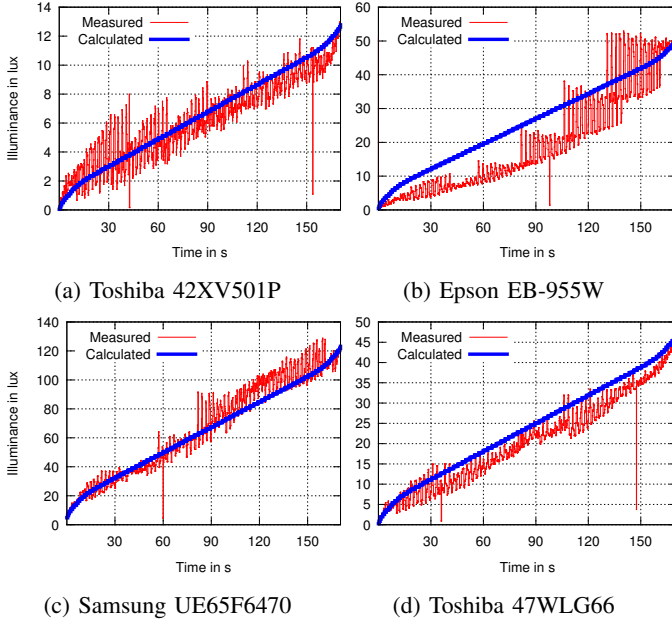 14
12
10
8
6
4
2
0
Illuminance in lux
Measured
Calculated
30 60 90 120 150
Time in s
(a) Toshiba 42XV501P
60
50
40
30
20
10
0
Measured
Calculated
30 60 90 120 150
Time in s
(b) Epson EB-955W
140
120
100
80
60
40
20
0
Illuminance in lux
Measured
Calculated
30 60 90 120 150
Time in s
(c) Samsung UE65F6470
50
45
40
35
30
25
20
15
10
5
0
Measured
Calculated
30 60 90 120 150
Time in s
(d) Toshiba 47WLG66